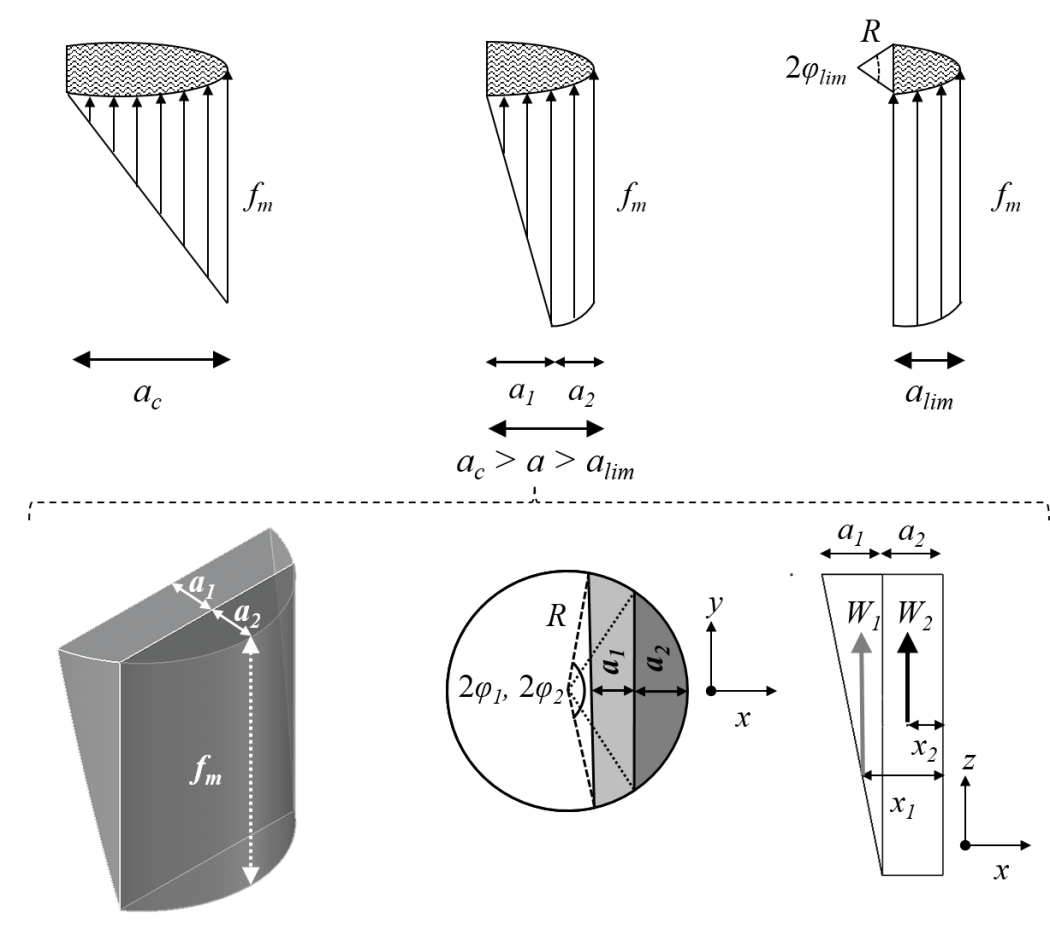 R
2φlim
fm
fm
fm
ac
a1
a2
alim
ac > a > alim
a1
a2
fm
R
2φ1, 2φ2
a1
a2
y
x
a1
a2
W1
W2
x2
x1
z
x